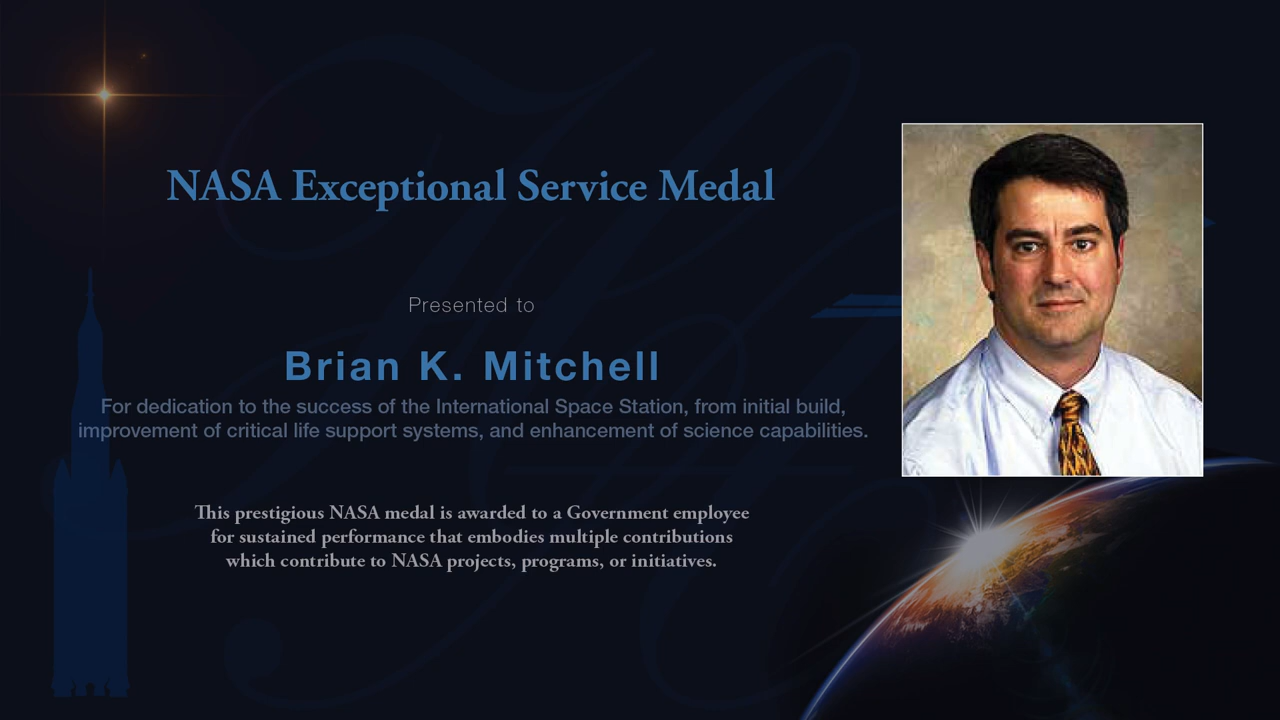 NASA Exceptional Service Medal
Presented to
Brian K. Mitchell
For dedication to the success of the International Space Station, from initial build,
improvement of critical life support systems, and enhancement of science capabilities.
This prestigious NASA medal is awarded to a Government employee
for sustained performance that embodies multiple contributions
which contribute to NASA projects, programs, or initiatives.